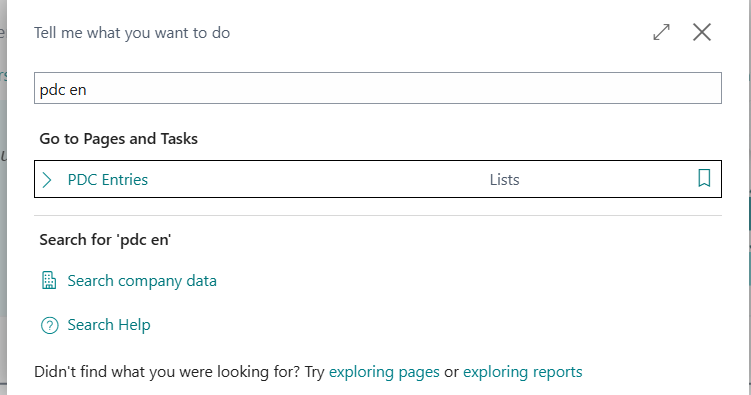 Tell me what you want to do
pdc en
Go to Pages and Tasks
PDC Entries Lists
Search for 'pdc en'
Search company data
Search Help
Didn't find what you were looking for? Try exploring pages or exploring reports